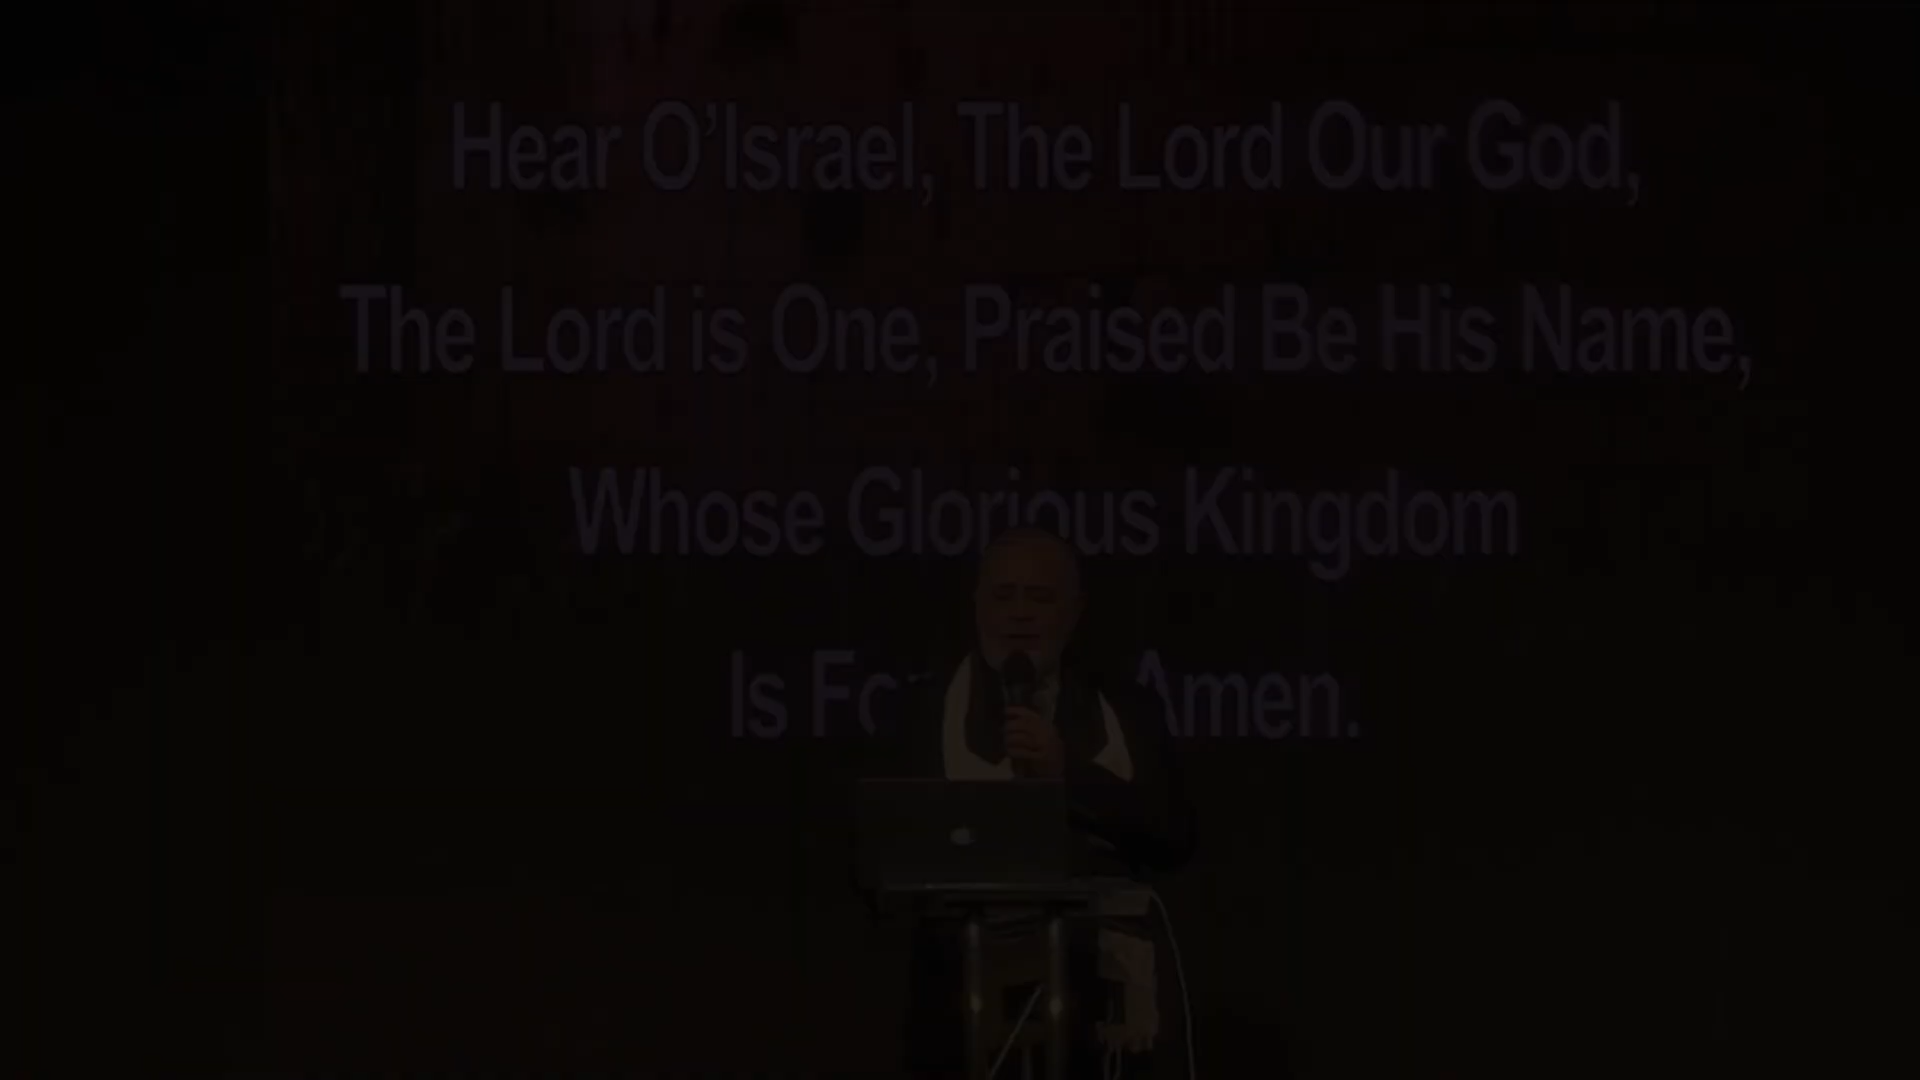 Hear O’Israel, The Lord Our God,
The Lord is One, Praised Be His Name,
Whose Glorious Kingdom
Is Amen.